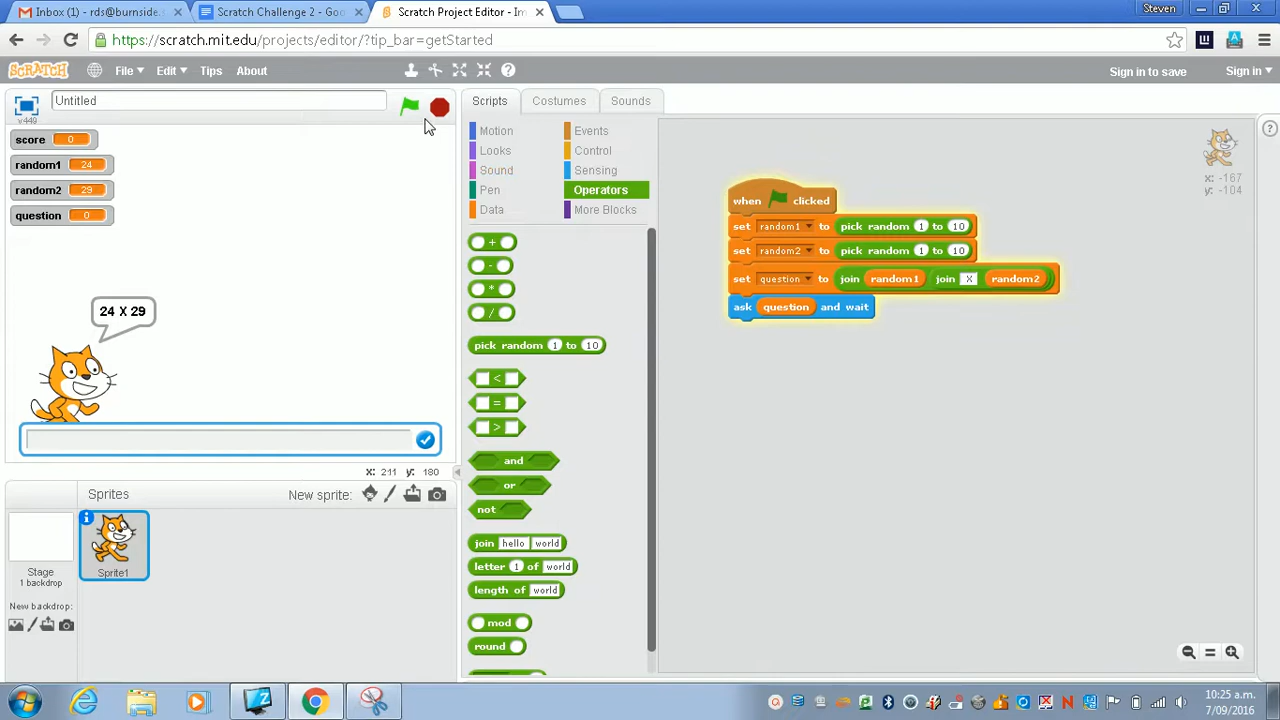 Inbox (1) - rds@burnside.
Scratch Challenge 2 - Goo
Scratch Project Editor - Im
Steven
https://scratch.mit.edu/projects/editor/?tip_bar=getStarted
SCRATCH
File
Edit
Tips
About
Sign in to save
Sign in
v449
Untitled
score 0
random1 24
random2 29
question 0
24 X 29
x: 211 y: 180
Sprites
New sprite:
Stage
1 backdrop
New backdrop:
Sprite1
Scripts
Costumes
Sounds
Motion
Events
Looks
Control
Sound
Sensing
Pen
Operators
Data
More Blocks
+
-
*
/
pick random 1 to 10
<
=
>
and
or
not
join hello world
letter 1 of world
length of world
mod
round
when clicked
set random1 to pick random 1 to 10
set random2 to pick random 1 to 10
set question to join random1 join X random2
ask question and wait
x: -167
y: -104
10:25 a.m.
7/09/2016